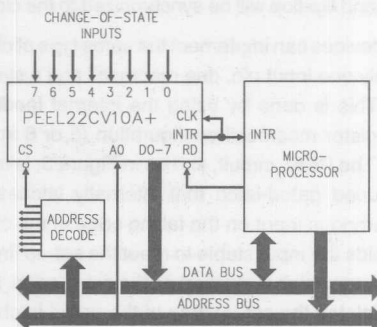 CHANGE-OF-STATE
INPUTS
7 6 5 4 3 2 1 0
PEEL22CV10A+
CLK
INTR
INTR
CS
A0
D0-7
RD
MICRO-
PROCESSOR
ADDRESS
DECODE
DATA BUS
ADDRESS BUS